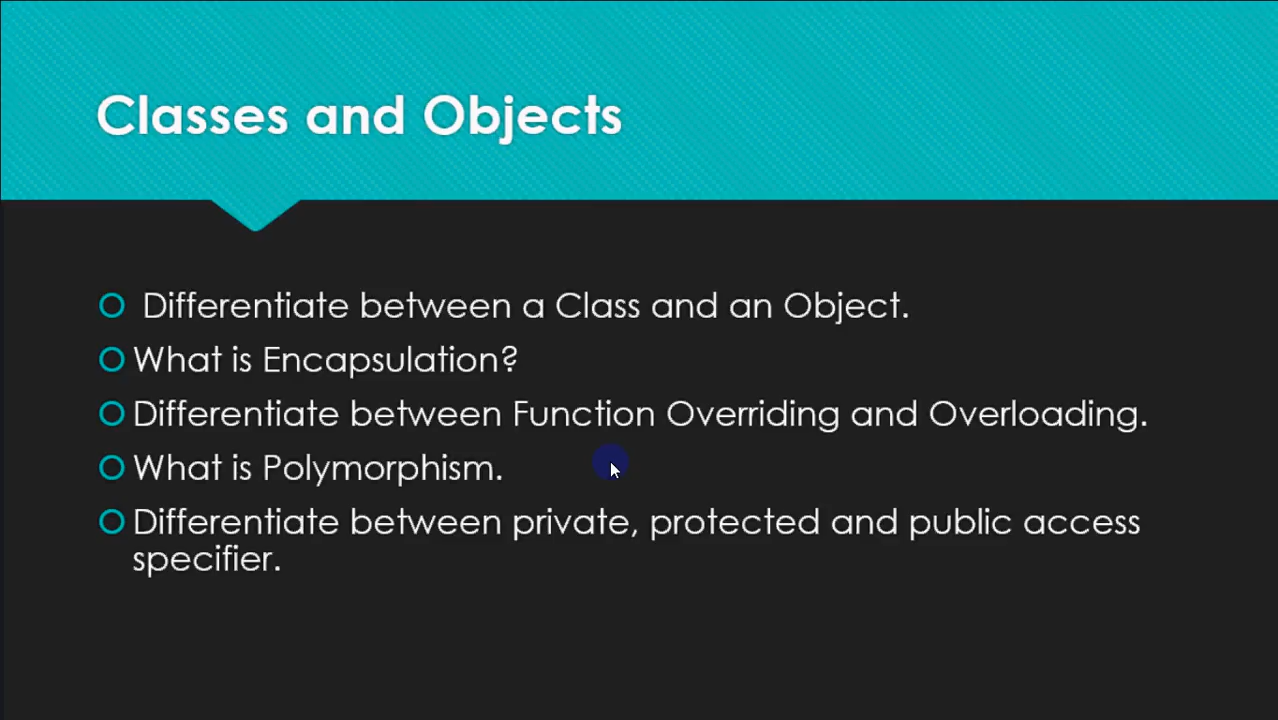 Classes and Objects
Differentiate between a Class and an Object.
What is Encapsulation?
Differentiate between Function Overriding and Overloading.
What is Polymorphism.
Differentiate between private, protected and public access
specifier.